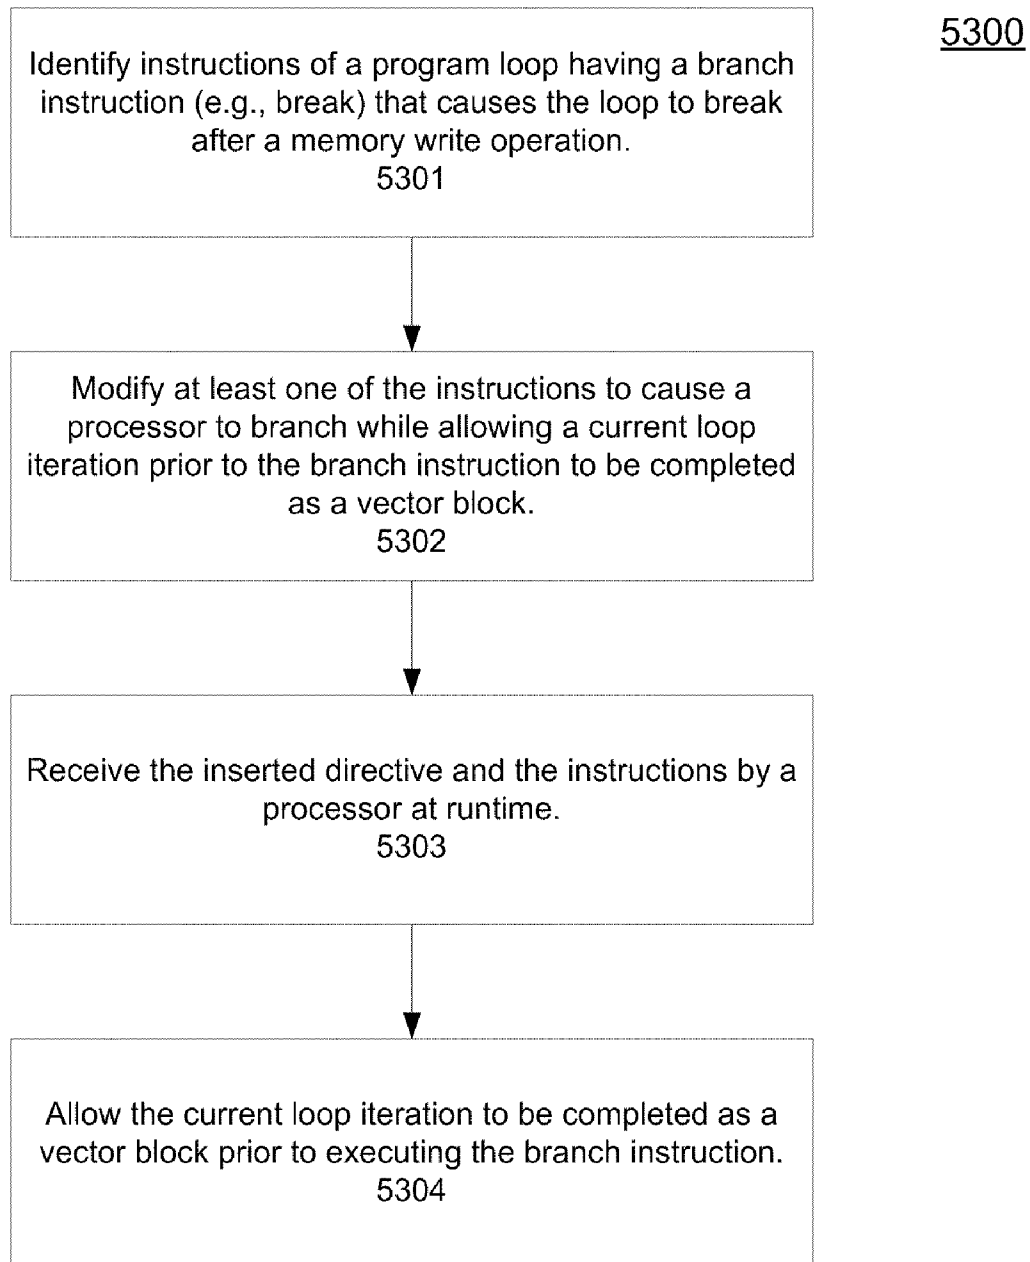 5300
Identify instructions of a program loop having a branch
instruction (e.g., break) that causes the loop to break
after a memory write operation.
5301
Modify at least one of the instructions to cause a
processor to branch while allowing a current loop
iteration prior to the branch instruction to be completed
as a vector block.
5302
Receive the inserted directive and the instructions by a
processor at runtime.
5303
Allow the current loop iteration to be completed as a
vector block prior to executing the branch instruction.
5304